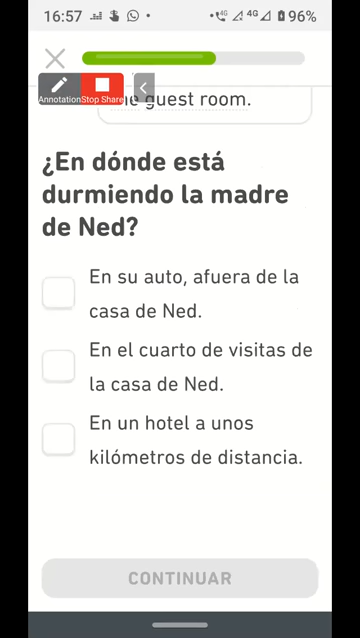 16:57 4G 4G 96%
Annotation Stop Share
he guest room.
¿En dónde está
durmiendo la madre
de Ned?
En su auto, afuera de la
casa de Ned.
En el cuarto de visitas de
la casa de Ned.
En un hotel a unos
kilómetros de distancia.
CONTINUAR